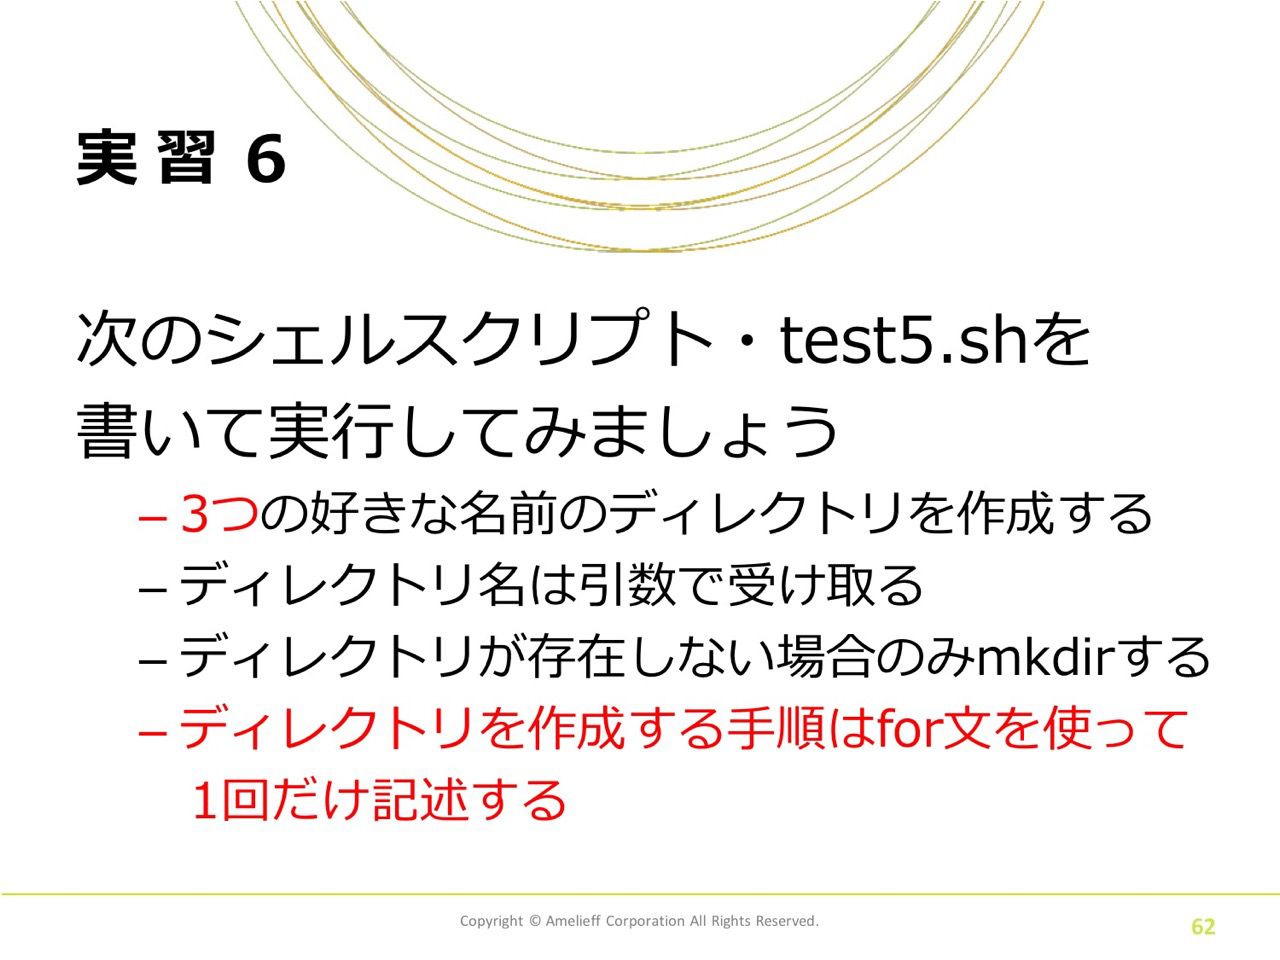 実習 6
次のシェルスクリプト・test5.shを
書いて実行してみましょう
– 3つの好きな名前のディレクトリを作成する
– ディレクトリ名は引数で受け取る
– ディレクトリが存在しない場合のみmkdirする
– ディレクトリを作成する手順はfor文を使って
1回だけ記述する
Copyright © Amelieff Corporation All Rights Reserved.
62